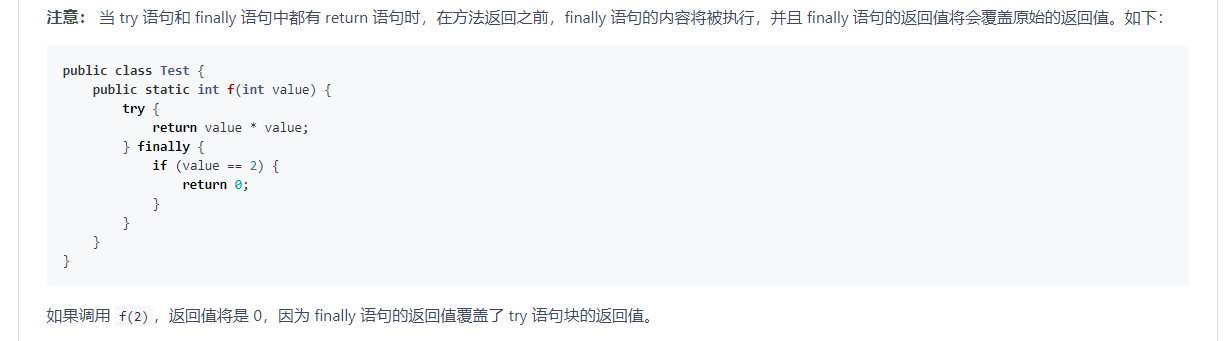 注意： 当 try 语句和 finally 语句中都有 return 语句时，在方法返回之前，finally 语句的内容将被执行，并且 finally 语句的返回值将会覆盖原始的返回值。如下：
public class Test {
    public static int f(int value) {
        try {
            return value * value;
        } finally {
            if (value == 2) {
                return 0;
            }
        }
    }
}
如果调用 f(2)，返回值将是 0，因为 finally 语句的返回值覆盖了 try 语句块的返回值。